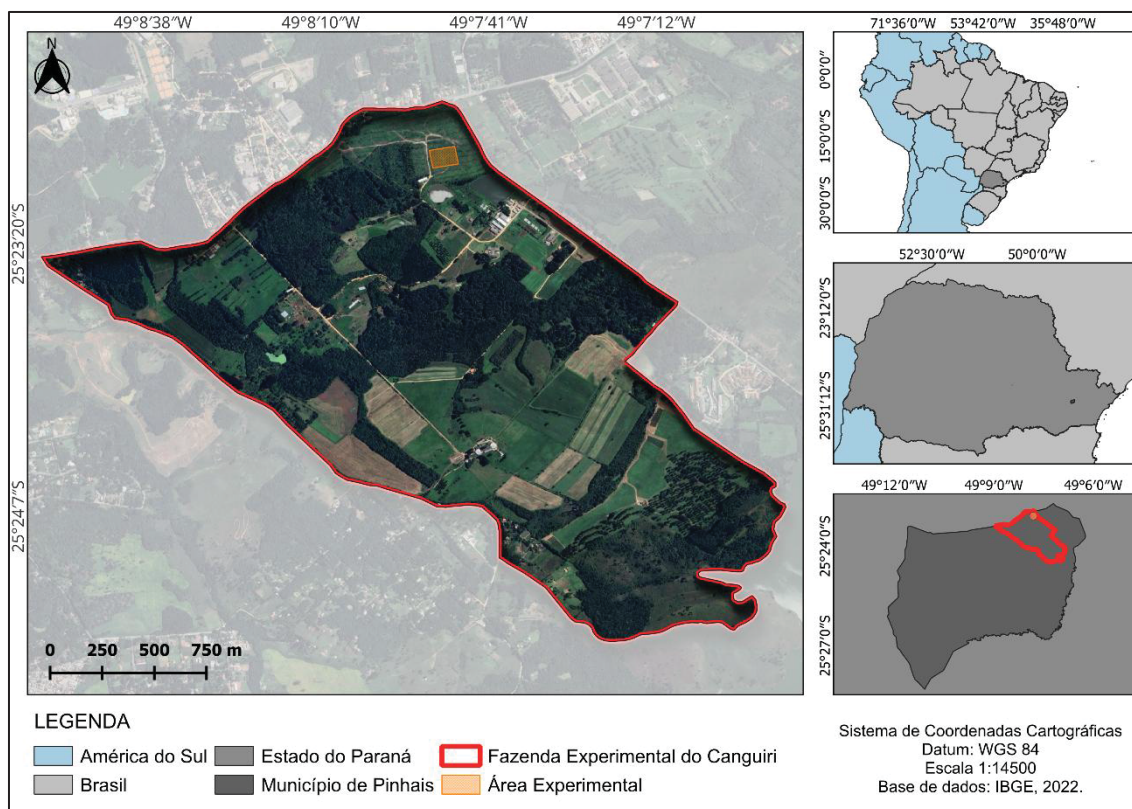 49°8′38″W 49°8′10″W 49°7′41″W 49°7′12″W
N
25°23′20″S
25°24′7″S
0 250 500 750 m
71°36′0″W 53°42′0″W 35°48′0″W
0°0′0″S
15°0′0″S
30°0′0″S
52°30′0″W 50°0′0″W
23°12′0″S
25°31′12″S
49°12′0″W 49°9′0″W 49°6′0″W
25°24′0″S
25°27′0″S
LEGENDA
América do Sul
Brasil
Estado do Paraná
Município de Pinhais
Fazenda Experimental do Canguiri
Área Experimental
Sistema de Coordenadas Cartográficas
Datum: WGS 84
Escala 1:14500
Base de dados: IBGE, 2022.